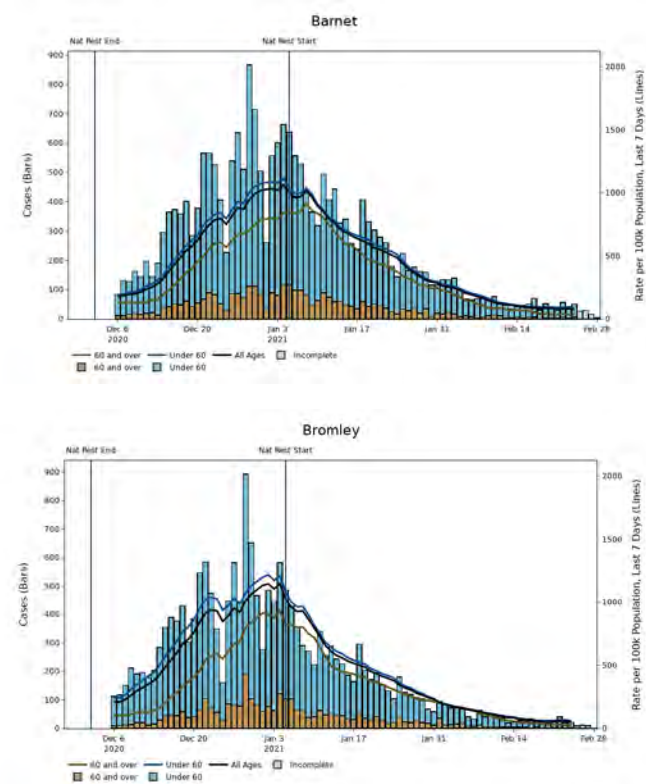 Barnet
Nat Rest End
Nat Rest Start
900
800
700
600
500
400
300
200
100
0
Cases (Bars)
2000
1500
1000
500
0
Rate per 100k Population, Last 7 Days (Lines)
Dec 6 Dec 20 Jan 3 Jan 17 Jan 31 Feb 14 Feb 28
2020 2021
60 and over Under 60 All Ages Incomplete
60 and over Under 60
Bromley
Nat Rest End
Nat Rest Start
900
800
700
600
500
400
300
200
100
0
Cases (Bars)
2000
1500
1000
500
0
Rate per 100k Population, Last 7 Days (Lines)
Dec 6 Dec 20 Jan 3 Jan 17 Jan 31 Feb 14 Feb 28
2020 2021
60 and over Under 60 All Ages Incomplete
60 and over Under 60